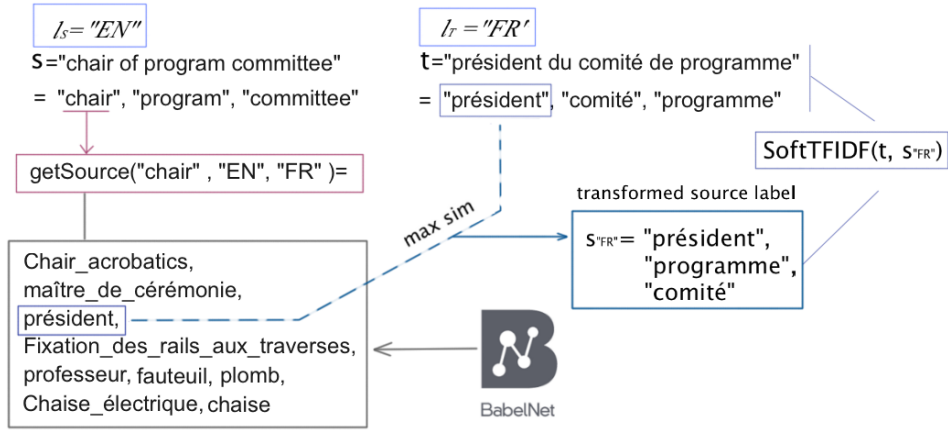 lS= "EN"
s="chair of program committee"
= "chair", "program", "committee"
getSource("chair" , "EN", "FR" )=
Chair_acrobatics,
maître_de_cérémonie,
président,
Fixation_des_rails_aux_traverses,
professeur, fauteuil, plomb,
Chaise_électrique, chaise
lT = "FR'
t="président du comité de programme"
= "président", "comité", "programme"
max sim
SoftTFIDF(t, s"FR")
transformed source label
s"FR"= "président",
"programme",
"comité"
BabelNet